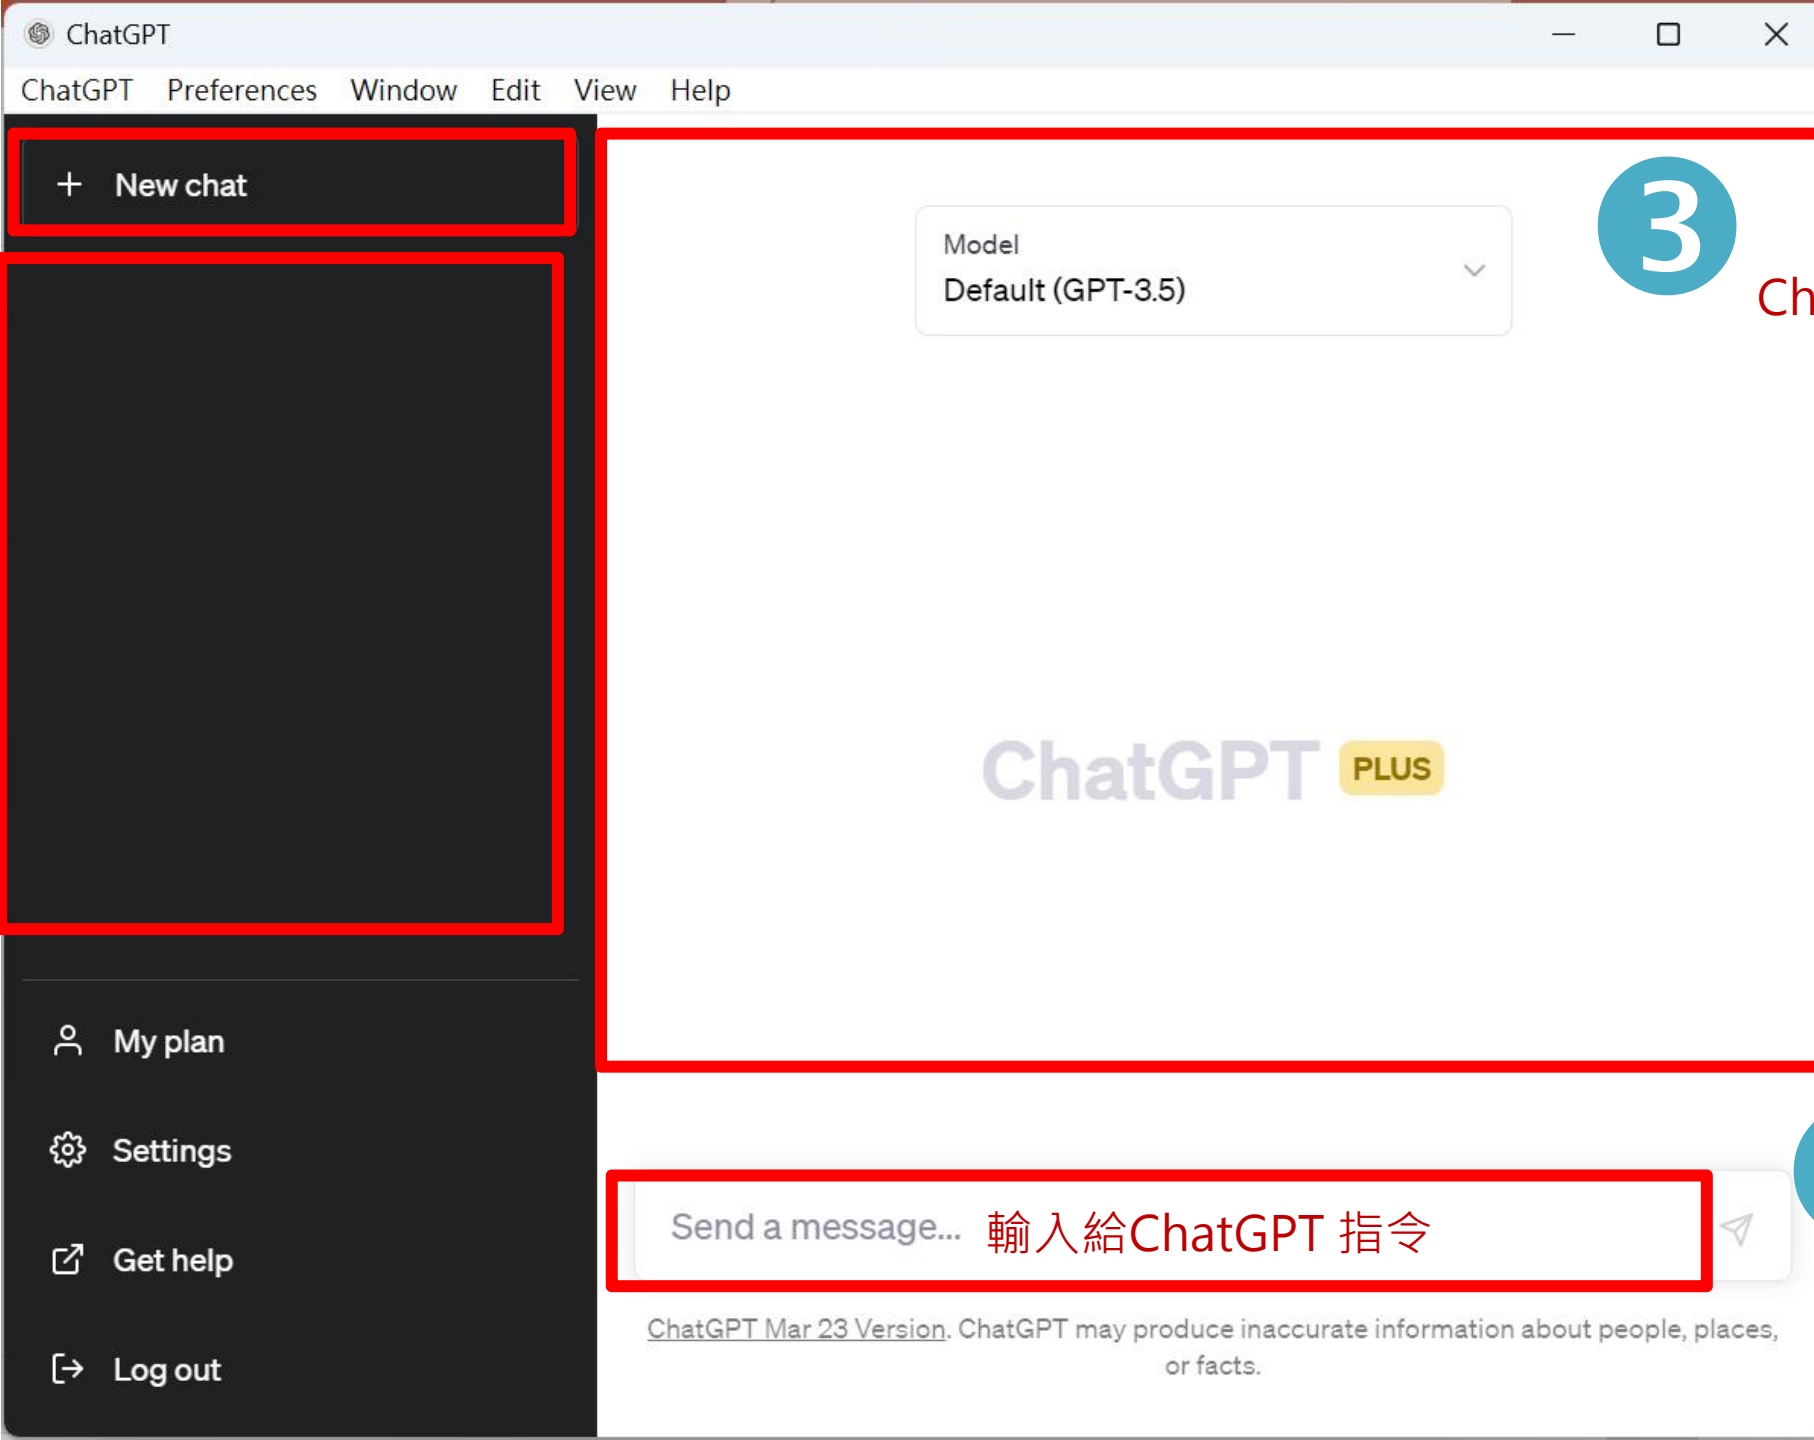 ChatGPT
ChatGPT Preferences Window Edit View Help
New chat
Model
Default (GPT-3.5)
3
Ch
ChatGPT PLUS
My plan
Settings
Get help
Log out
Send a message... 輸入給ChatGPT 指令
ChatGPT Mar 23 Version. ChatGPT may produce inaccurate information about people, places,
or facts.